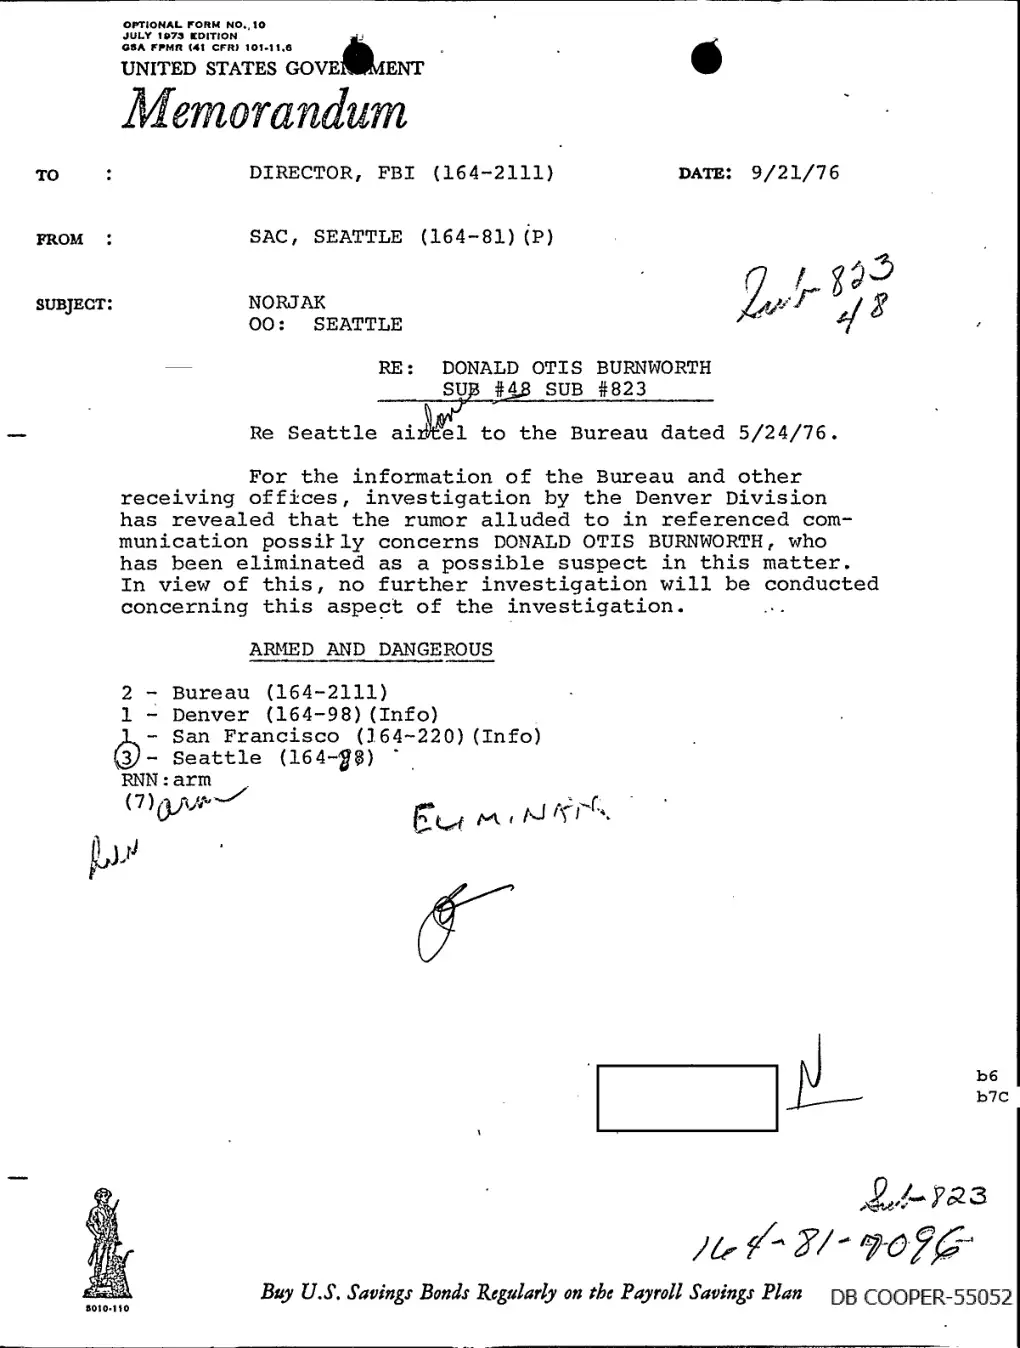 OPTIONAL FORM NO. 10
JULY 1973 EDITION
GSA FPMR (41 CFR) 101-11.6
UNITED STATES GOVERNMENT
Memorandum
TO : DIRECTOR, FBI (164-2111) DATE: 9/21/76
FROM : SAC, SEATTLE (164-81)(P)
Sub-823
48
SUBJECT: NORJAK
OO: SEATTLE
RE: DONALD OTIS BURNWORTH
SUB #48 SUB #823
Re Seattle airtel to the Bureau dated 5/24/76.
For the information of the Bureau and other
receiving offices, investigation by the Denver Division
has revealed that the rumor alluded to in referenced com-
munication possibly concerns DONALD OTIS BURNWORTH, who
has been eliminated as a possible suspect in this matter.
In view of this, no further investigation will be conducted
concerning this aspect of the investigation.
ARMED AND DANGEROUS
2 - Bureau (164-2111)
1 - Denver (164-98)(Info)
1 - San Francisco (164-220)(Info)
3 - Seattle (164-)
RNN:arm
(7) arm
RNN
N
b6
b7C
Sub-823
164-81-7096
Buy U.S. Savings Bonds Regularly on the Payroll Savings Plan
5010-110
DB COOPER-55052